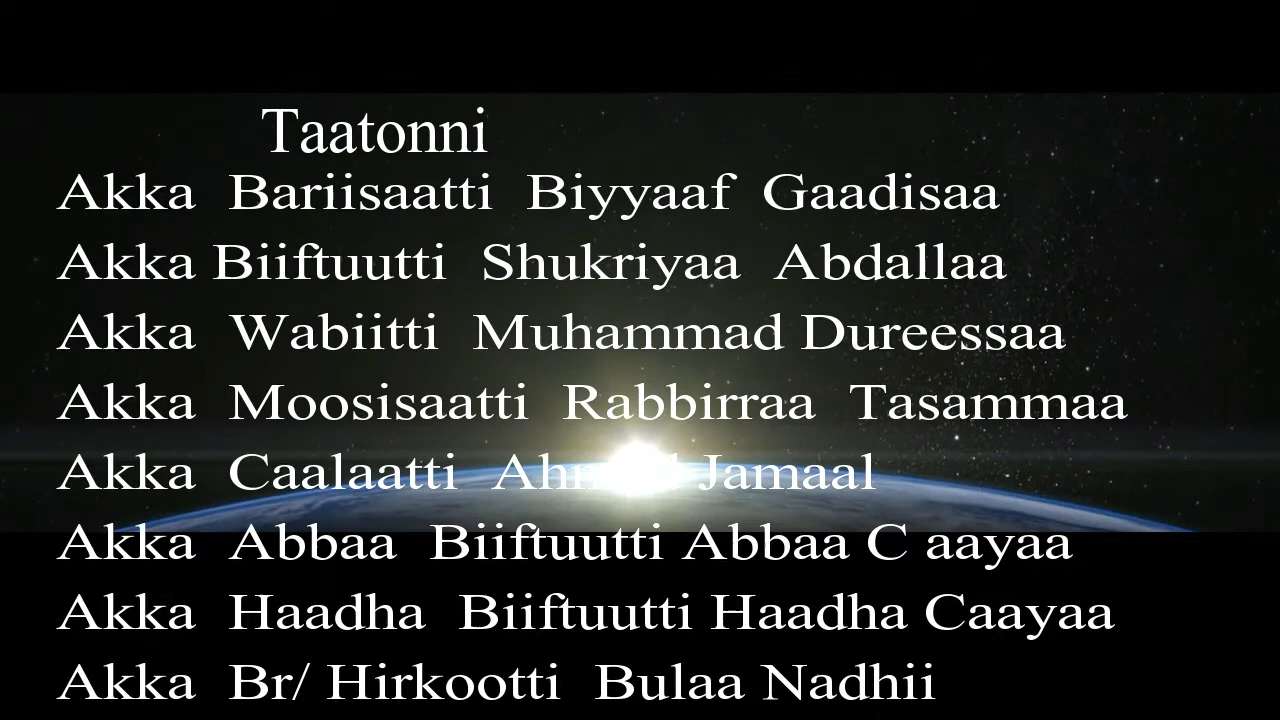 Taatonni
Akka Bariisaatti Biyyaaf Gaadisaa
Akka Biiftuutti Shukriyaa Abdallaa
Akka Wabiitti Muhammad Dureessaa
Akka Moosisaatti Rabbirraa Tasammaa
Akka Caalaatti Jamaal
Akka Abbaa Biiftuutti Abbaa C aayaa
Akka Haadha Biiftuutti Haadha Caayaa
Akka Br/ Hirkootti Bulaa Nadhii